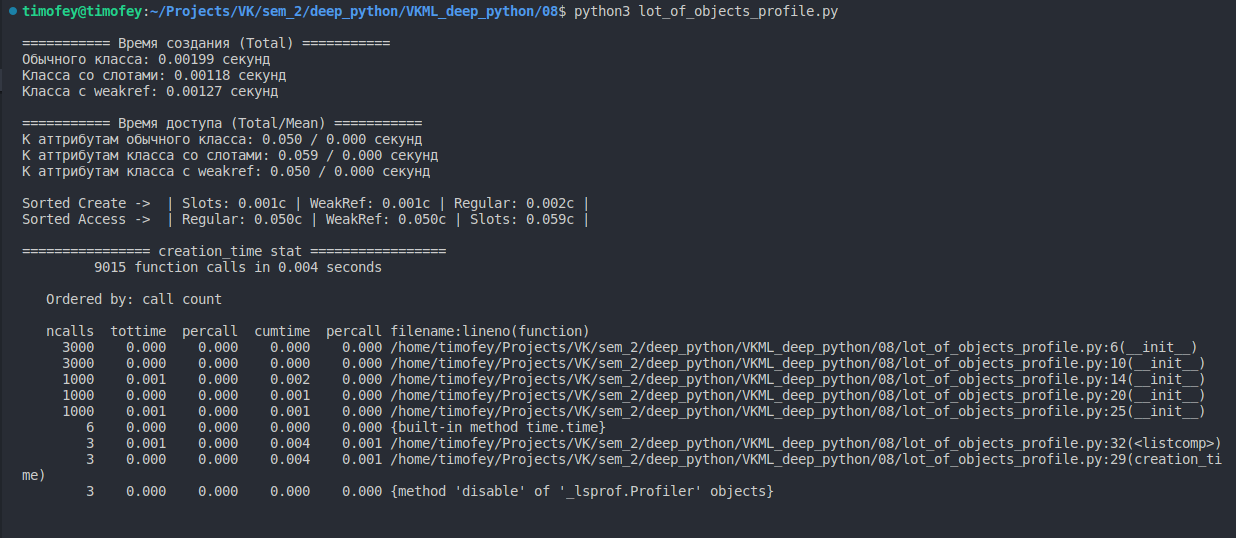 timofey@timofey:~/Projects/VK/sem_2/deep_python/VKML_deep_python/08$ python3 lot_of_objects_profile.py
=========== Время создания (Total) ===========
Обычного класса: 0.00199 секунд
Класса со слотами: 0.00118 секунд
Класса с weakref: 0.00127 секунд
=========== Время доступа (Total/Mean) ===========
К аттрибутам обычного класса: 0.050 / 0.000 секунд
К аттрибутам класса со слотами: 0.059 / 0.000 секунд
К аттрибутам класса с weakref: 0.050 / 0.000 секунд
Sorted Create ->  | Slots: 0.001c | WeakRef: 0.001c | Regular: 0.002c |
Sorted Access ->  | Regular: 0.050c | WeakRef: 0.050c | Slots: 0.059c |
================ creation_time stat =================
         9015 function calls in 0.004 seconds
   Ordered by: call count
   ncalls  tottime  percall  cumtime  percall filename:lineno(function)
     3000    0.000    0.000    0.000    0.000 /home/timofey/Projects/VK/sem_2/deep_python/VKML_deep_python/08/lot_of_objects_profile.py:6(__init__)
     3000    0.000    0.000    0.000    0.000 /home/timofey/Projects/VK/sem_2/deep_python/VKML_deep_python/08/lot_of_objects_profile.py:10(__init__)
     1000    0.001    0.000    0.002    0.000 /home/timofey/Projects/VK/sem_2/deep_python/VKML_deep_python/08/lot_of_objects_profile.py:14(__init__)
     1000    0.000    0.000    0.001    0.000 /home/timofey/Projects/VK/sem_2/deep_python/VKML_deep_python/08/lot_of_objects_profile.py:20(__init__)
     1000    0.001    0.000    0.001    0.000 /home/timofey/Projects/VK/sem_2/deep_python/VKML_deep_python/08/lot_of_objects_profile.py:25(__init__)
        6    0.000    0.000    0.000    0.000 {built-in method time.time}
        3    0.001    0.000    0.004    0.001 /home/timofey/Projects/VK/sem_2/deep_python/VKML_deep_python/08/lot_of_objects_profile.py:32(<listcomp>)
        3    0.000    0.000    0.004    0.001 /home/timofey/Projects/VK/sem_2/deep_python/VKML_deep_python/08/lot_of_objects_profile.py:29(creation_ti
me)
        3    0.000    0.000    0.000    0.000 {method 'disable' of '_lsprof.Profiler' objects}